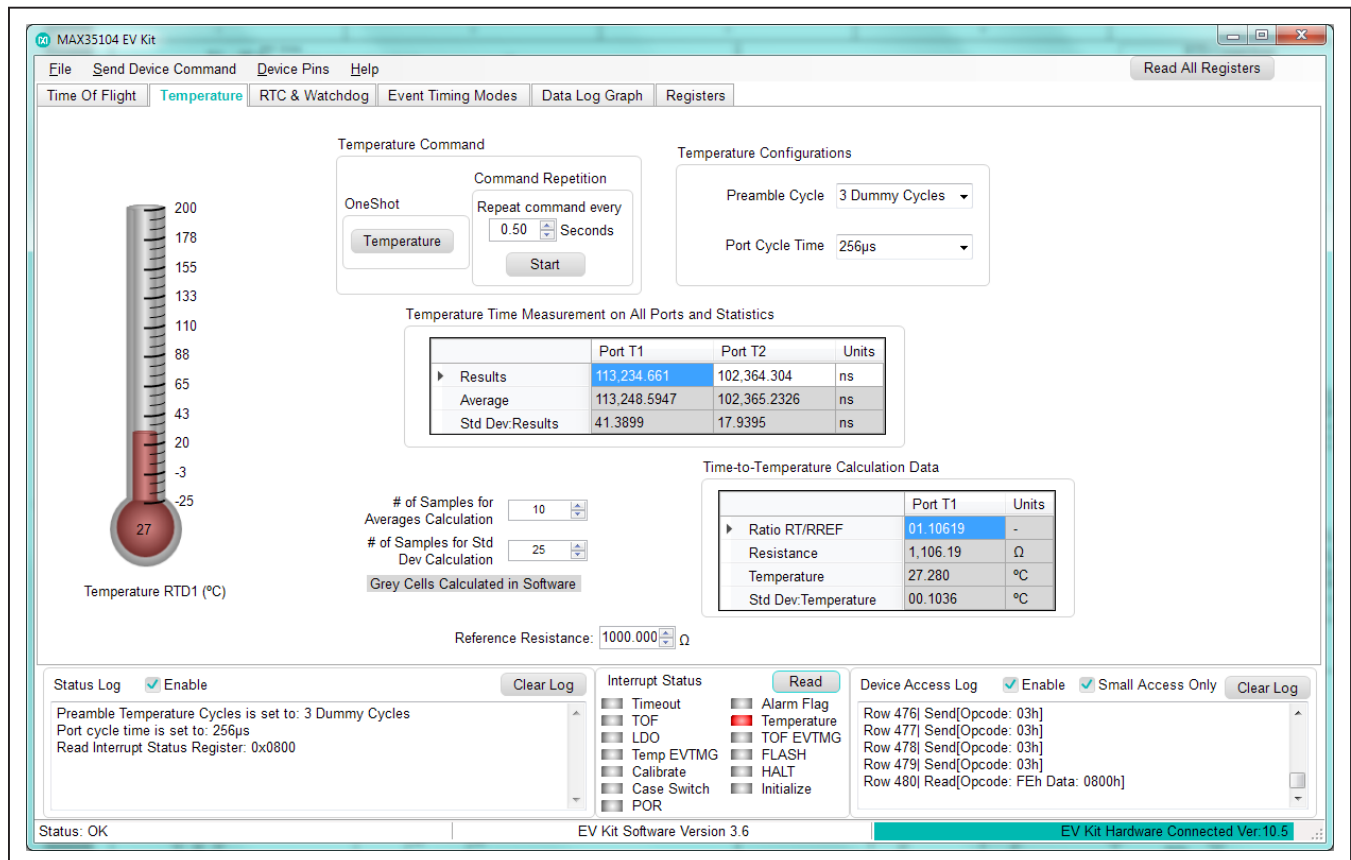 MAX35104 EV Kit
File Send Device Command Device Pins Help
Read All Registers
Time Of Flight Temperature RTC & Watchdog Event Timing Modes Data Log Graph Registers
200
178
155
133
110
88
65
43
20
-3
-25
27
Temperature RTD1 (ºC)
Temperature Command
OneShot
Temperature
Command Repetition
Repeat command every
0.50 Seconds
Start
Temperature Configurations
Preamble Cycle 3 Dummy Cycles
Port Cycle Time 256µs
Temperature Time Measurement on All Ports and Statistics
Port T1 Port T2 Units
Results 113,234.661 102,364.304 ns
Average 113,248.5947 102,365.2326 ns
Std Dev:Results 41.3899 17.9395 ns
# of Samples for
Averages Calculation
10
# of Samples for Std
Dev Calculation
25
Grey Cells Calculated in Software
Time-to-Temperature Calculation Data
Port T1 Units
Ratio RT/RREF 01.10619 -
Resistance 1,106.19 Ω
Temperature 27.280 ºC
Std Dev:Temperature 00.1036 ºC
Reference Resistance: 1000.000 Ω
Status Log Enable Clear Log
Preamble Temperature Cycles is set to: 3 Dummy Cycles
Port cycle time is set to: 256µs
Read Interrupt Status Register: 0x0800
Interrupt Status Read
Timeout Alarm Flag
TOF Temperature
LDO TOF EVTMG
Temp EVTMG FLASH
Calibrate HALT
Case Switch Initialize
POR
Device Access Log Enable Small Access Only Clear Log
Row 476| Send[Opcode: 03h]
Row 477| Send[Opcode: 03h]
Row 478| Send[Opcode: 03h]
Row 479| Send[Opcode: 03h]
Row 480| Read[Opcode: FEh Data: 0800h]
Status: OK
EV Kit Software Version 3.6
EV Kit Hardware Connected Ver:10.5